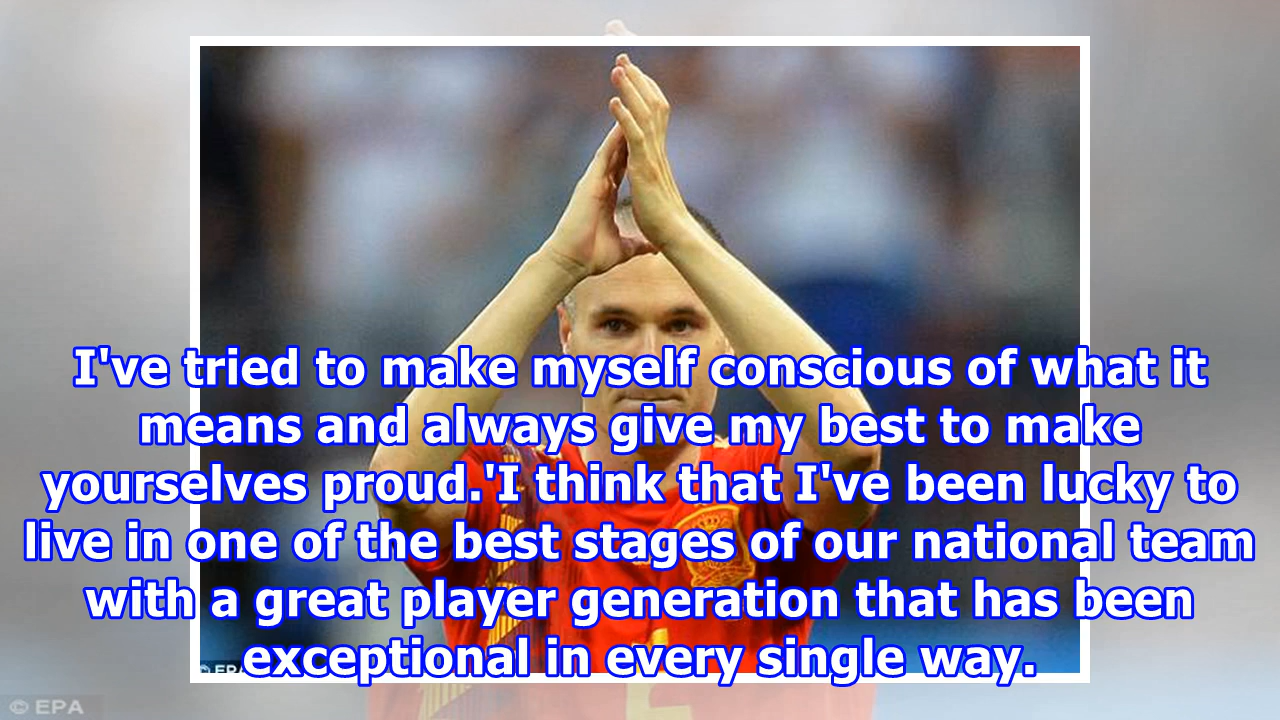 I've tried to make myself conscious of what it
means and always give my best to make
yourselves proud.'I think that I've been lucky to
live in one of the best stages of our national team
with a great player generation that has been
exceptional in every single way.
© EPA
© EPA